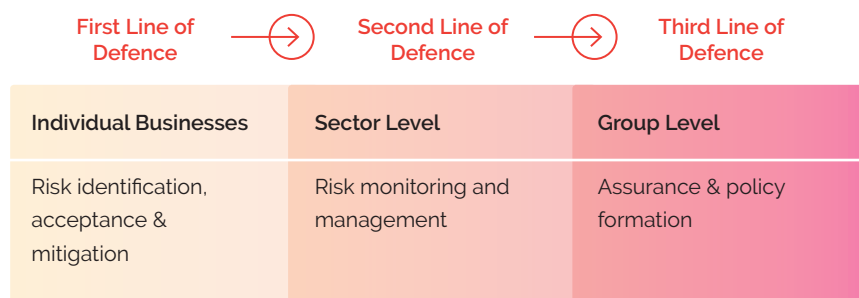 First Line of
Defence
Second Line of
Defence
Third Line of
Defence
Individual Businesses
Sector Level
Group Level
Risk identification,
acceptance &
mitigation
Risk monitoring and
management
Assurance & policy
formation